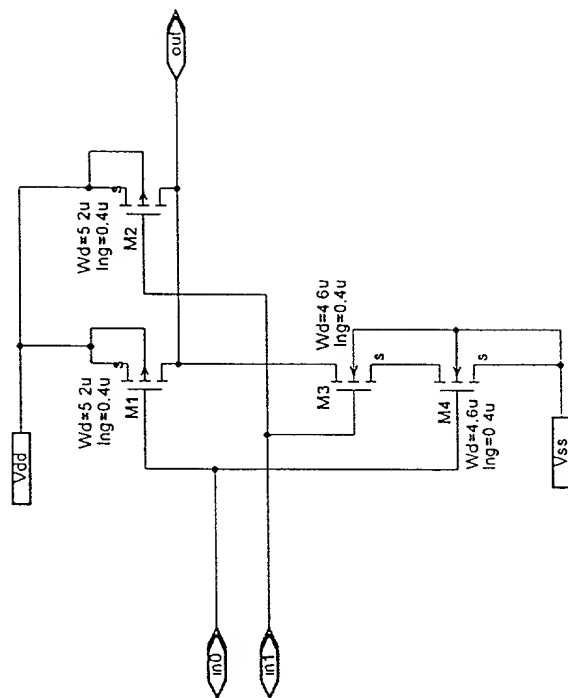 Vdd
Wd=5.2u
lng=0.4u
s
M1
Wd=5.2u
lng=0.4u
s
M2
out
in0
in1
M3
Wd=4.6u
lng=0.4u
s
M4
Wd=4.6u
lng=0.4u
s
Vss